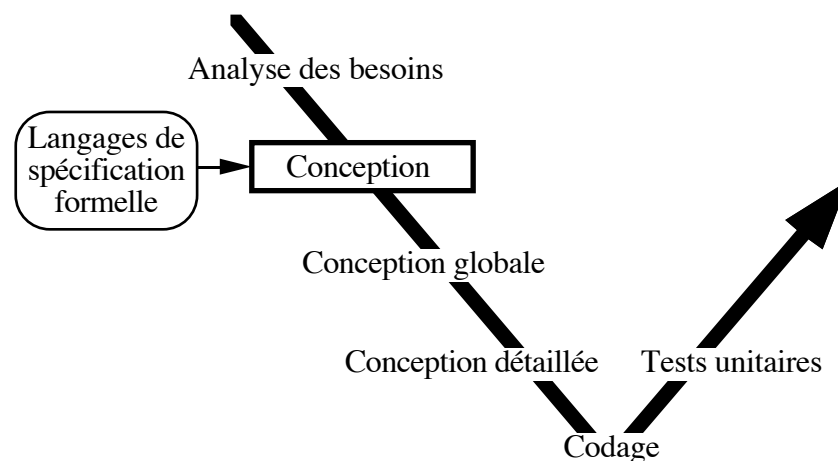 Analyse des besoins
Langages de
spécification
formelle
Conception
Conception globale
Conception détaillée
Tests unitaires
Codage